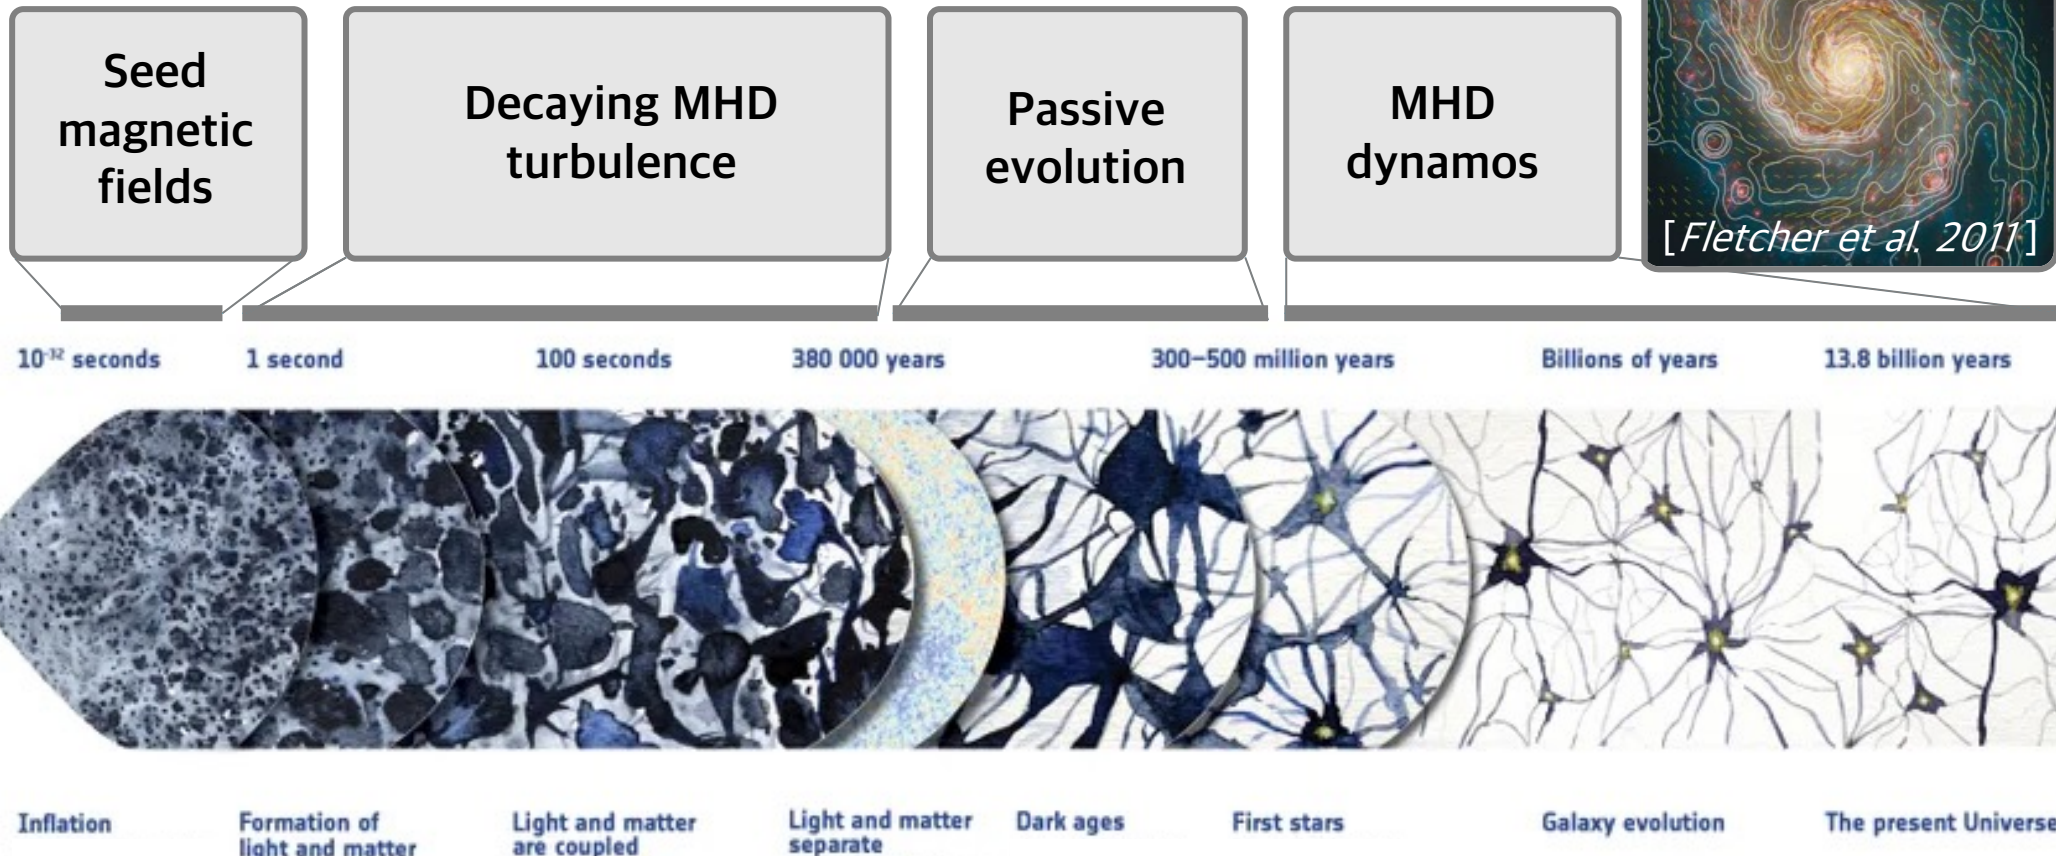 Seed
magnetic
fields
Decaying MHD
turbulence
Passive
evolution
MHD
dynamos
[Fletcher et al. 2011]
10⁻³² seconds
1 second
100 seconds
380 000 years
300–500 million years
Billions of years
13.8 billion years
Inflation
Formation of
light and matter
Light and matter
are coupled
Light and matter
separate
Dark ages
First stars
Galaxy evolution
The present Universe